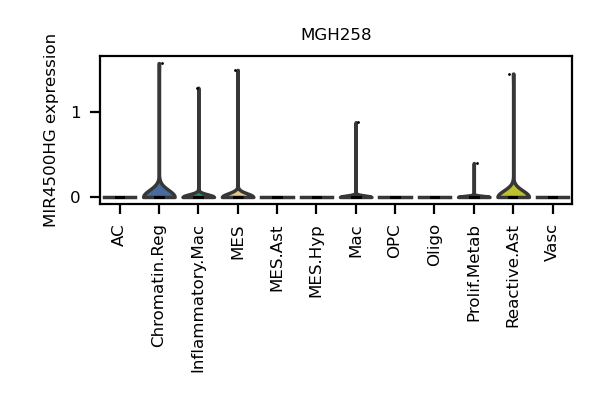 MGH258
MIR4500HG expression
1
0
AC
Chromatin.Reg
Inflammatory.Mac
MES
MES.Ast
MES.Hyp
Mac
OPC
Oligo
Prolif.Metab
Reactive.Ast
Vasc